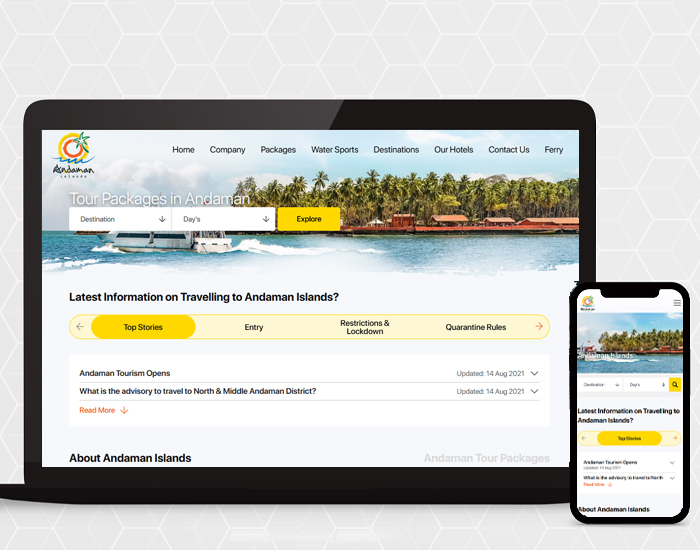 Andaman
islands
Home Company Packages Water Sports Destinations Our Hotels Contact Us Ferry
Tour Packages in Andaman
Destination Day's Explore
Latest Information on Travelling to Andaman Islands?
Top Stories Entry Restrictions & Lockdown Quarantine Rules
Andaman Tourism Opens Updated: 14 Aug 2021
What is the advisory to travel to North & Middle Andaman District? Updated: 14 Aug 2021
Read More
About Andaman Islands Andaman Tour Packages
Andaman Islands
Destination Day's
Latest Information on Travelling to
Andaman Islands?
Top Stories
Andaman Tourism Opens
Updated: 14 Aug 2021
What is the advisory to travel to North
Read More
About Andaman Islands